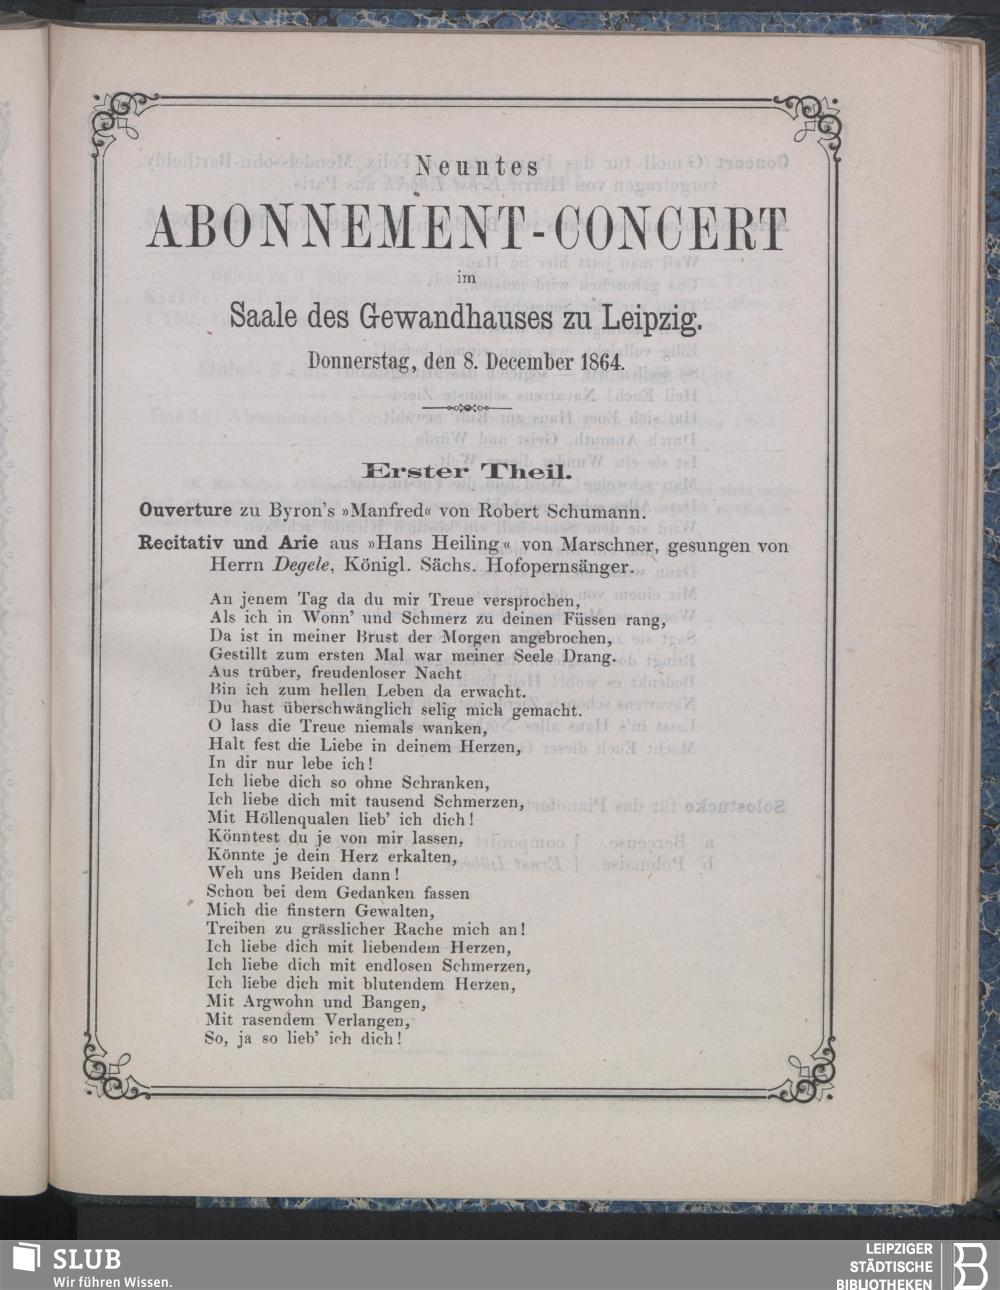 Neuntes
ABONNEMENT-CONCERT
im
Saale des Gewandhauses zu Leipzig.
Donnerstag, den 8. December 1864.
Erster Theil.
Ouverture zu Byron's »Manfred« von Robert Schumann.
Recitativ und Arie aus »Hans Heiling« von Marschner, gesungen von
Herrn Degele, Königl. Sächs. Hofopernsänger.
An jenem Tag da du mir Treue versprochen,
Als ich in Wonn' und Schmerz zu deinen Füssen rang,
Da ist in meiner Brust der Morgen angebrochen,
Gestillt zum ersten Mal war meiner Seele Drang.
Aus trüber, freudenloser Nacht
Bin ich zum hellen Leben da erwacht.
Du hast überschwänglich selig mich gemacht.
O lass die Treue niemals wanken,
Halt fest die Liebe in deinem Herzen,
In dir nur lebe ich!
Ich liebe dich so ohne Schranken,
Ich liebe dich mit tausend Schmerzen,
Mit Höllenqualen lieb' ich dich!
Könntest du je von mir lassen,
Könnte je dein Herz erkalten,
Weh uns Beiden dann!
Schon bei dem Gedanken fassen
Mich die finstern Gewalten,
Treiben zu grässlicher Rache mich an!
Ich liebe dich mit liebendem Herzen,
Ich liebe dich mit endlosen Schmerzen,
Ich liebe dich mit blutendem Herzen,
Mit Argwohn und Bangen,
Mit rasendem Verlangen,
So, ja so lieb' ich dich!
SLUB
Wir führen Wissen.
LEIPZIGER
STÄDTISCHE
BIBLIOTHEKEN